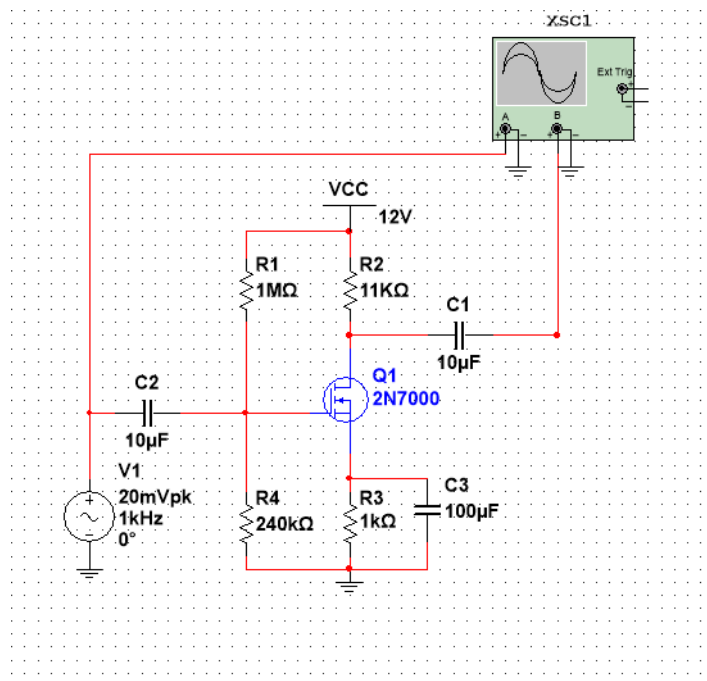 XSC1
Ext Trig
+
A
B
+
−
+
−
−
VCC
12V
R1
1MΩ
R2
11KΩ
C1
10µF
Q1
2N7000
C2
10µF
V1
20mVpk
1kHz
0°
R4
240kΩ
R3
1kΩ
C3
100µF